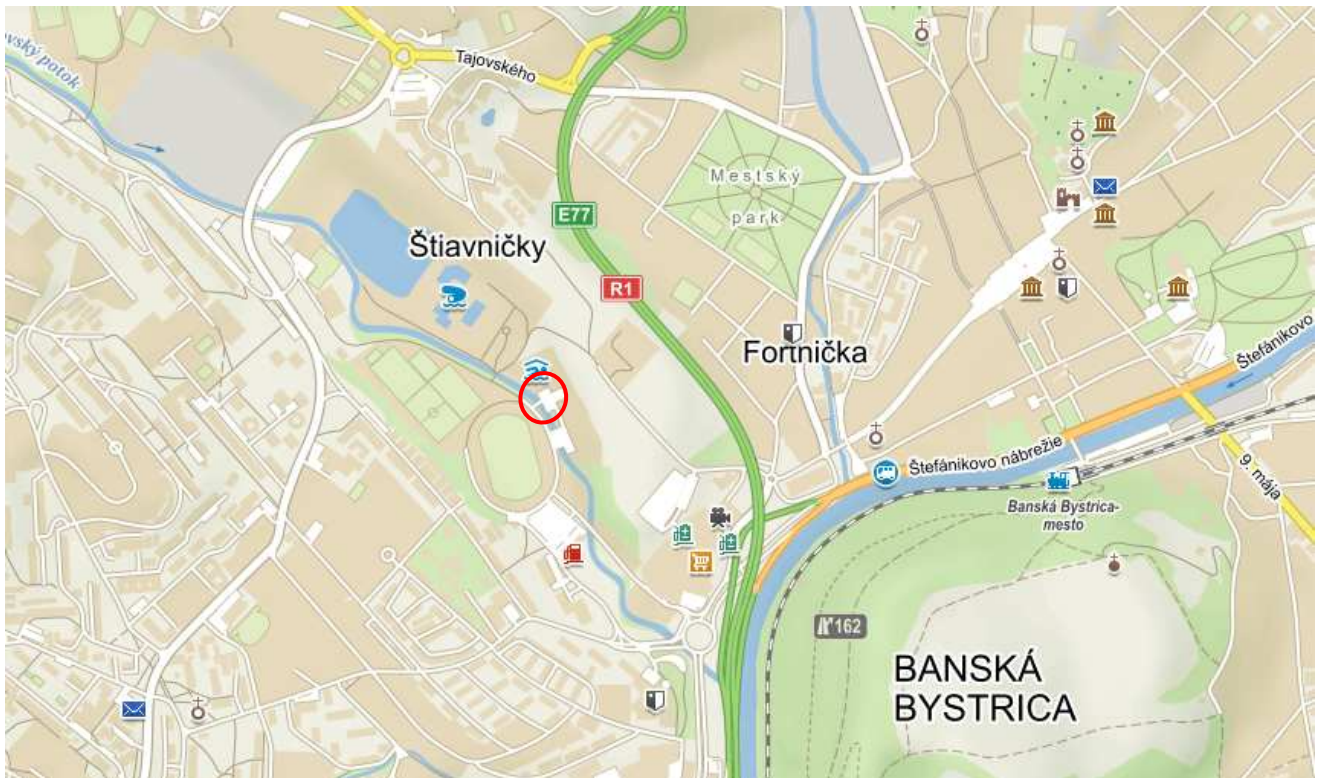 vský potok
Tajovského
E77
Mestský
park
Štiavničky
R1
Fortnička
Štefánikovo
Štefánikovo nábrežie
9. mája
Banská Bystrica-
mesto
162
BANSKÁ
BYSTRICA